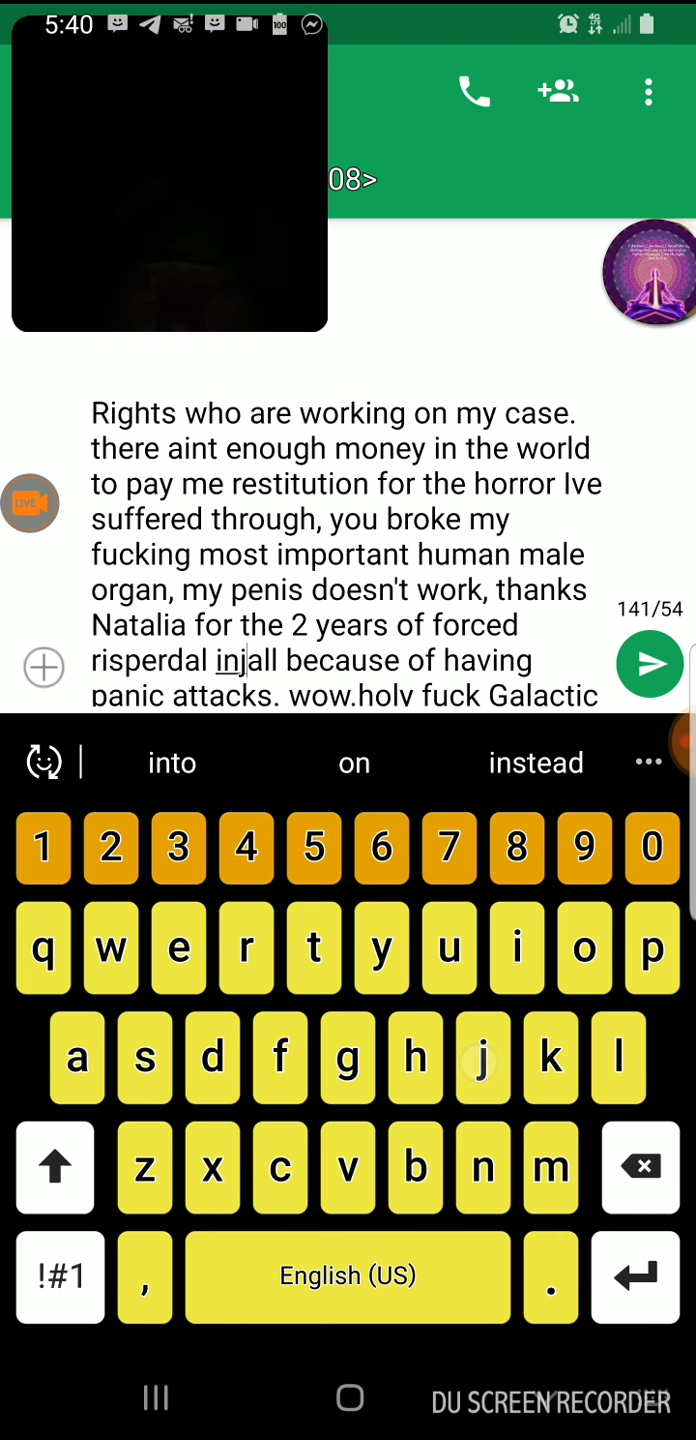 5:40
100
4G
LTE
08>
Rights who are working on my case.
there aint enough money in the world
to pay me restitution for the horror Ive
suffered through, you broke my
fucking most important human male
organ, my penis doesn't work, thanks
Natalia for the 2 years of forced
risperdal injall because of having
panic attacks. wow.holy fuck Galactic
LIVE
141/54
into on instead
1 2 3 4 5 6 7 8 9 0
q w e r t y u i o p
a s d f g h j k l
z x c v b n m
!#1 , English (US) .
DU SCREEN RECORDER